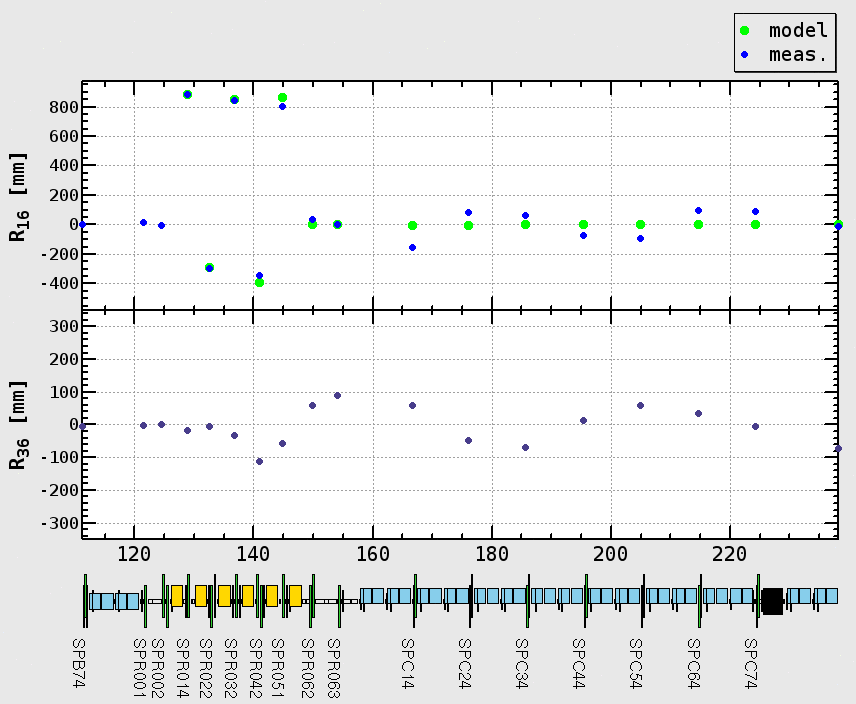 model
meas.
R16 [mm]
800
600
400
200
0
-200
-400
R36 [mm]
300
200
100
0
-100
-200
-300
120 140 160 180 200 220
SPB74 SPR001 SPR002 SPR014 SPR022 SPR032 SPR042 SPR051 SPR062 SPR063 SPC14 SPC24 SPC34 SPC44 SPC54 SPC64 SPC74